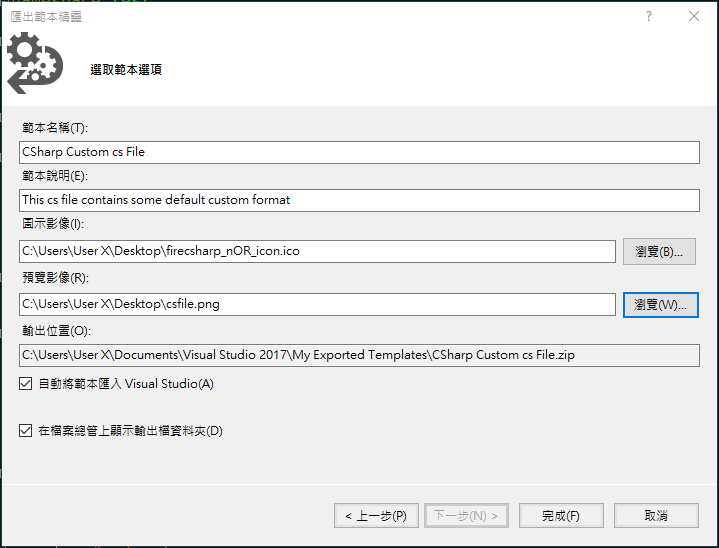 匯出範本精靈
?
選取範本選項
範本名稱(T):
CSharp Custom cs File
範本說明(E):
This cs file contains some default custom format
圖示影像(I):
C:\Users\User X\Desktop\firecsharp_nOR_icon.ico
瀏覽(B)...
預覽影像(R):
C:\Users\User X\Desktop\csfile.png
瀏覽(W)...
輸出位置(O):
C:\Users\User X\Documents\Visual Studio 2017\My Exported Templates\CSharp Custom cs File.zip
自動將範本匯入 Visual Studio(A)
在檔案總管上顯示輸出檔資料夾(D)
< 上一步(P)
下一步(N) >
完成(F)
取消